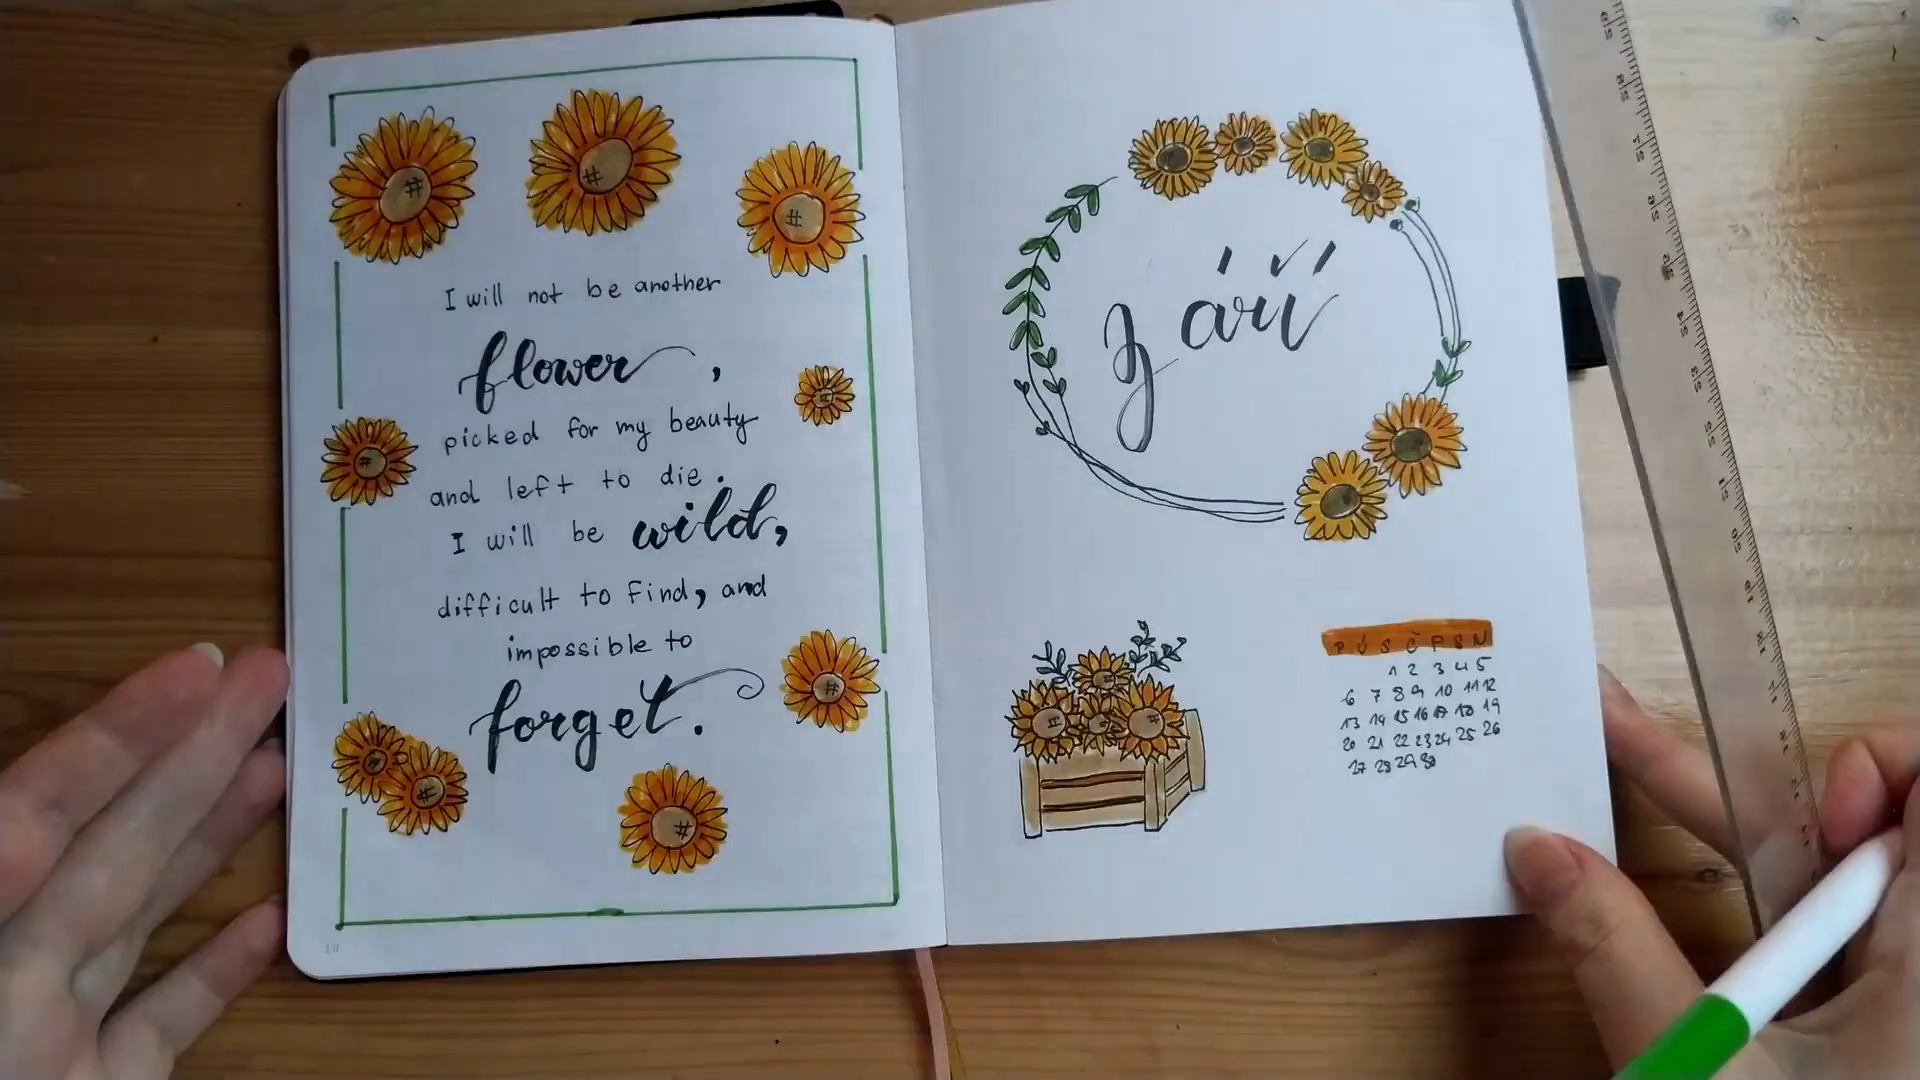 I will not be another
flower,
picked for my beauty
and left to die.
I will be wild,
difficult to find, and
impossible to
forget.
18
září
P Ú S Č P S N
1 2 3 4 5
6 7 8 9 10 11 12
13 14 15 16 17 18 19
20 21 22 23 24 25 26
27 28 29 30